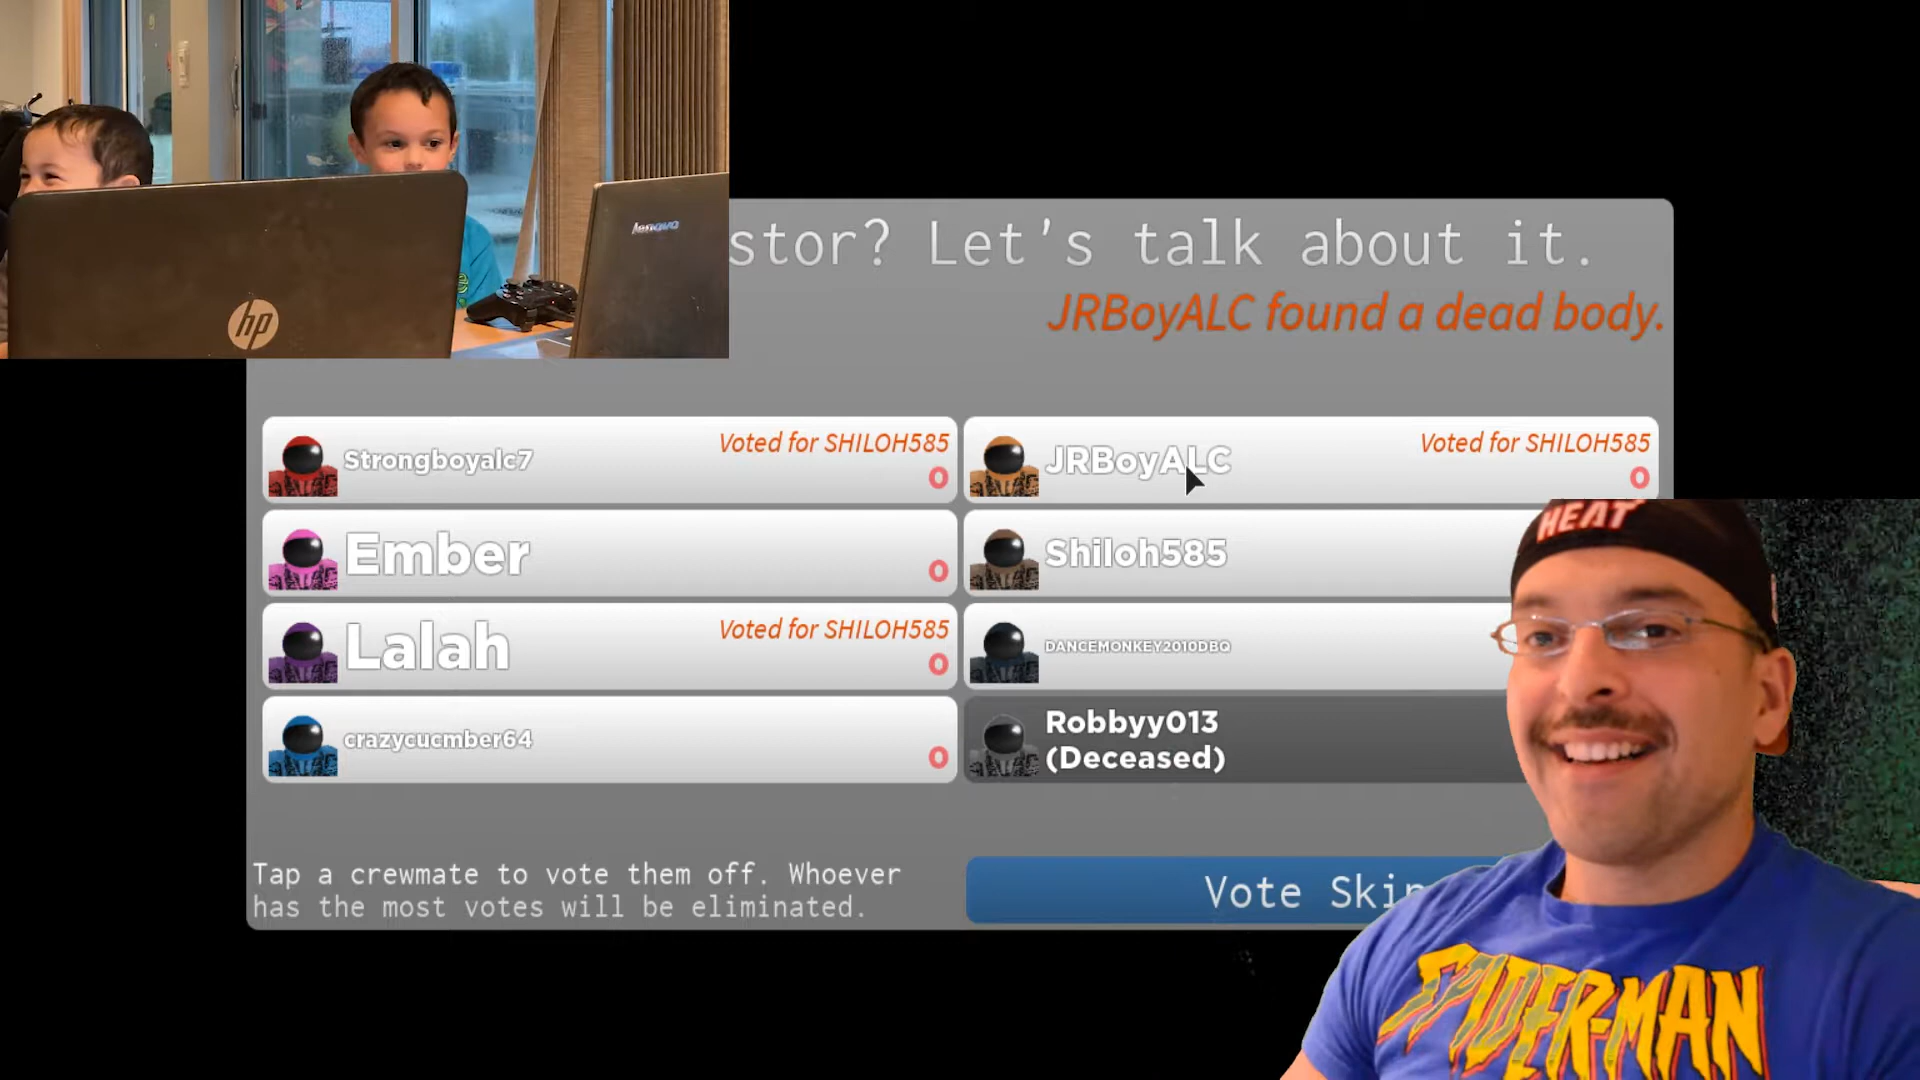 hp
lenovo
stor? Let's talk about it.
JRBoyALC found a dead body.
Strongboyalc7
Voted for SHILOH585
0
JRBoyALC
Voted for SHILOH585
0
Ember
0
Shiloh585
Lalah
Voted for SHILOH585
0
DANCEMONKEY2010DBQ
crazycucmber64
0
Robbyy013
(Deceased)
Tap a crewmate to vote them off. Whoever
has the most votes will be eliminated.
Vote Skip
HEAT
SPIDER-MAN